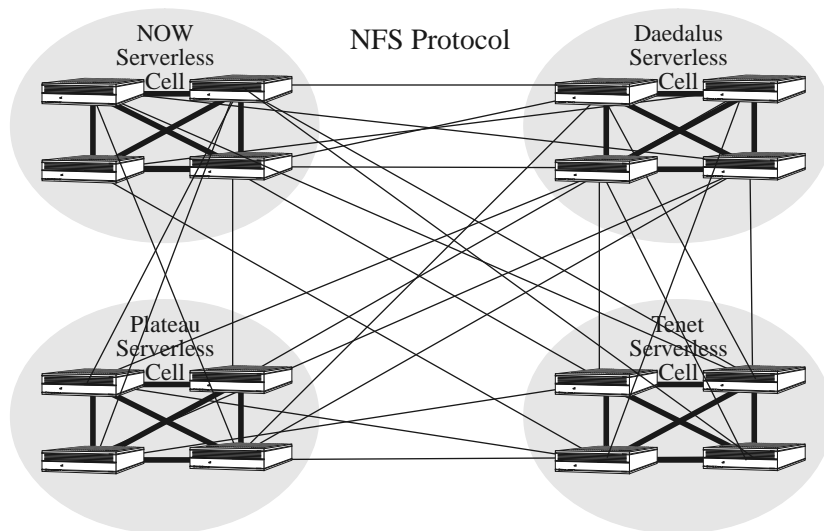 NOW
Serverless
Cell
NFS Protocol
Daedalus
Serverless
Cell
Plateau
Serverless
Cell
Tenet
Serverless
Cell